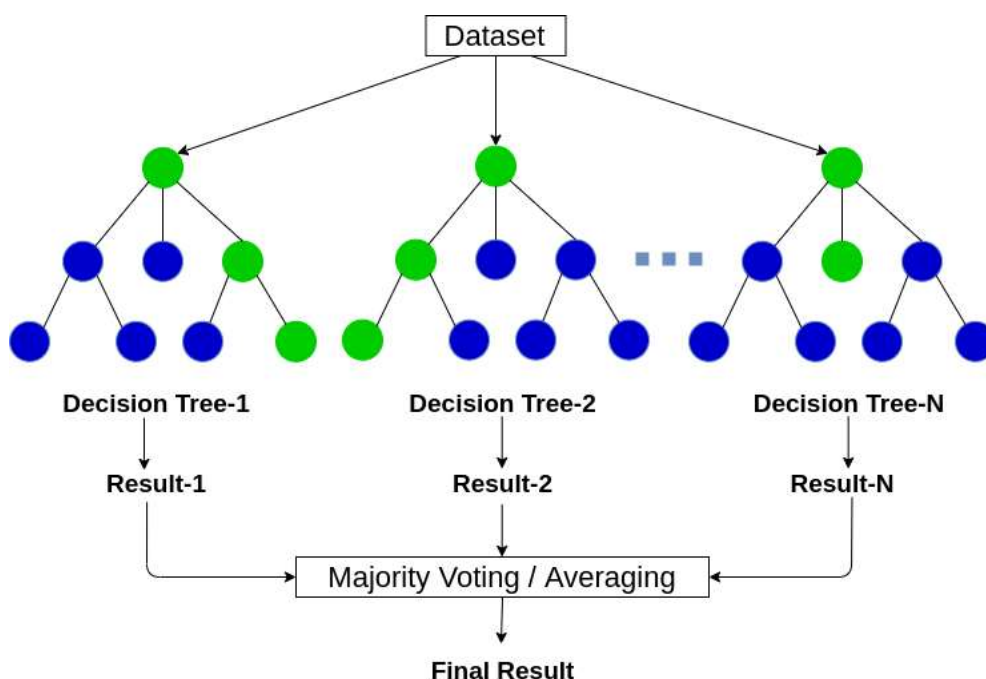 Dataset
Decision Tree-1
Decision Tree-2
Decision Tree-N
Result-1
Result-2
Result-N
Majority Voting / Averaging
Final Result